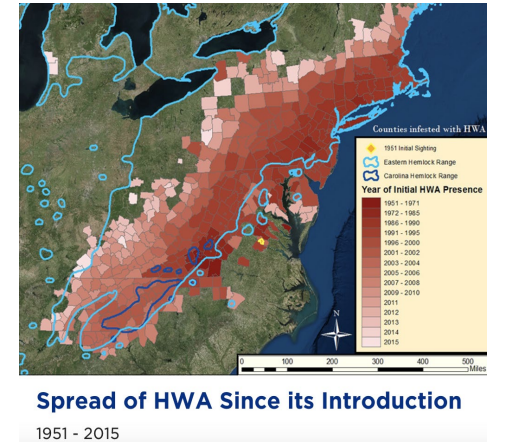 Counties infested with HWA
1951 Initial Sighting
Eastern Hemlock Range
Carolina Hemlock Range
Year of Initial HWA Presence
1951 - 1971
1972 - 1985
1986 - 1990
1991 - 1995
1996 - 2000
2001 - 2002
2003 - 2004
2005 - 2006
2007 - 2008
2009 - 2010
2011
2012
2013
2014
2015
N
0 100 200 300 400 500
Miles
Spread of HWA Since its Introduction
1951 - 2015